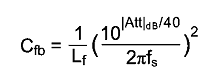 C_fb = 1/L_f (10^(|Att|_dB/40) / 2πf_s)^2